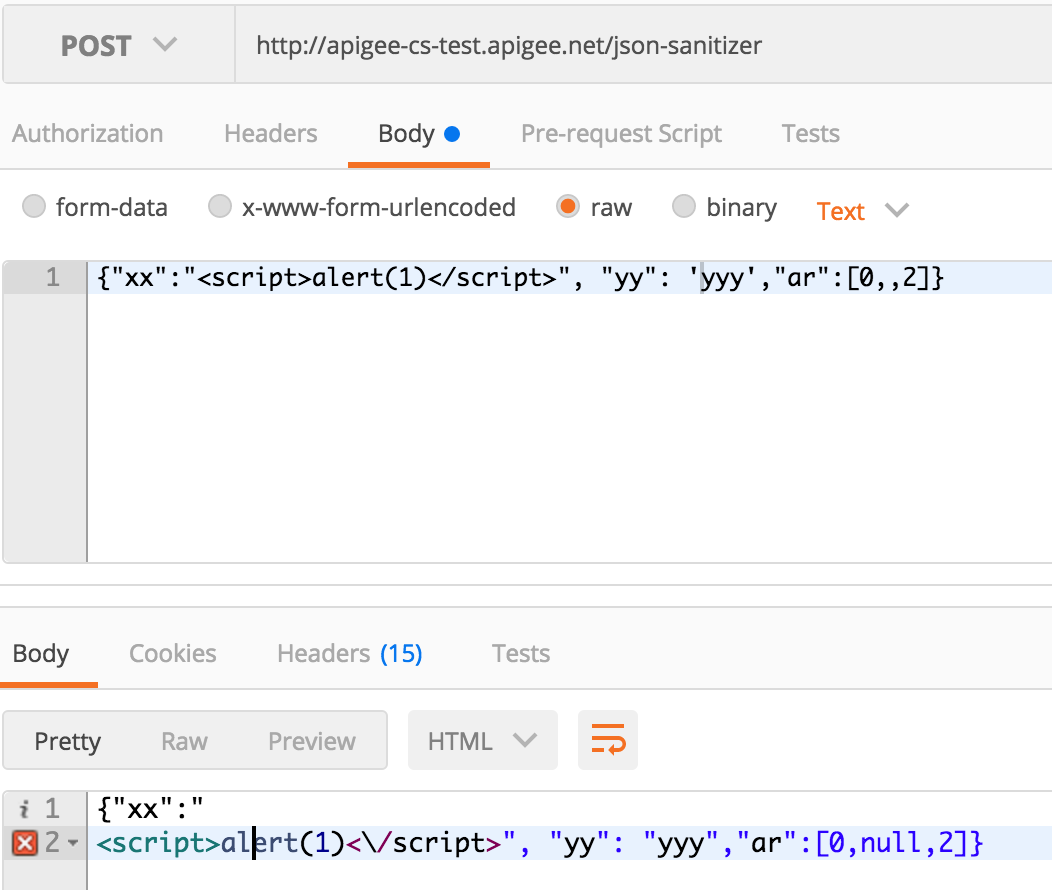 POST http://apigee-cs-test.apigee.net/json-sanitizer
Authorization Headers Body Pre-request Script Tests
form-data x-www-form-urlencoded raw binary Text
1 {"xx":"<script>alert(1)</script>", "yy": 'yyy',"ar":[0,,2]}
Body Cookies Headers (15) Tests
Pretty Raw Preview HTML
i 1 {"xx":"
2 <script>alert(1)<\/script>", "yy": "yyy","ar":[0,null,2]}